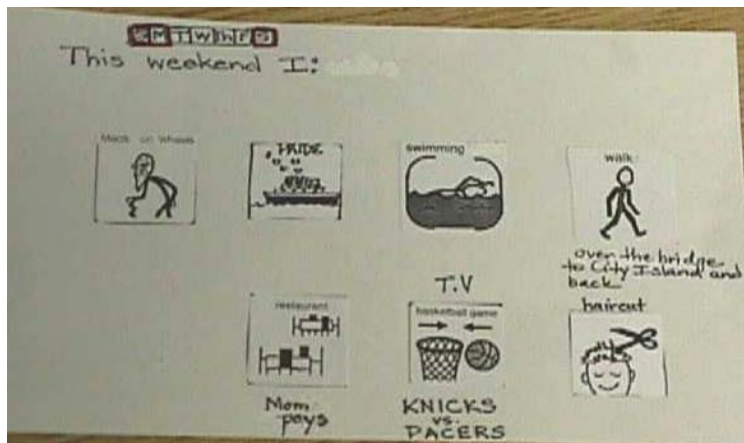 S M T W th F S
This weekend I:
Meals on Wheels
PRIDE
swimming
walk
over the bridge
to City Island and
back
T.V
restaurant
basketball game
haircut
Mom
pays
KNICKS
vs.
PACERS